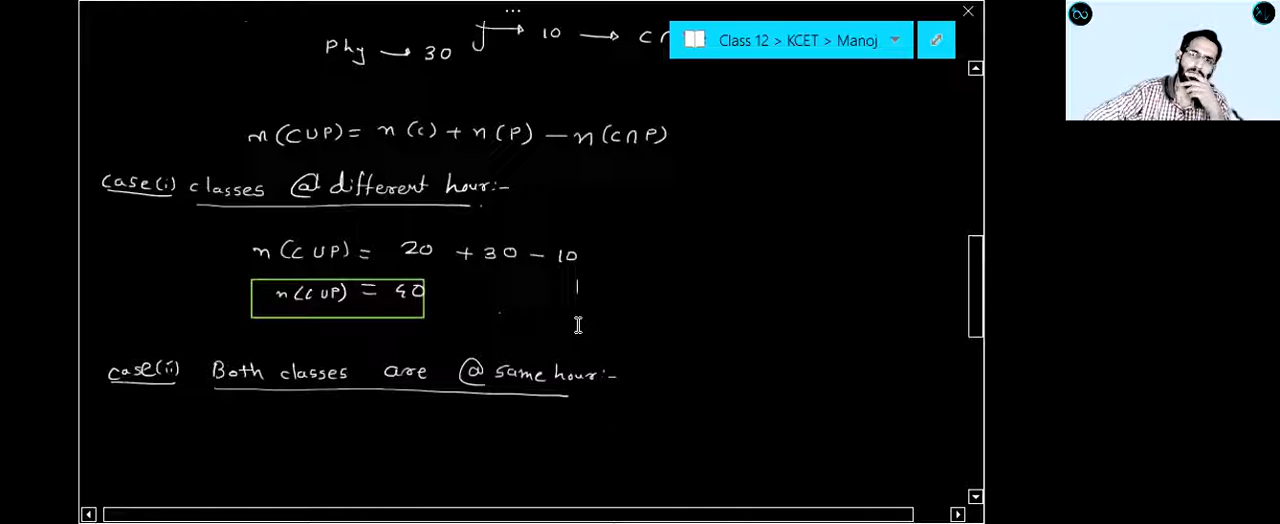 Phy → 30 → 10 → C ∩
Class 12 > KCET > Manoj
n(C∪P) = n(C) + n(P) – n(C∩P)
case(i) classes @ different hour:-
n(C∪P) = 20 + 30 – 10
n(C∪P) = 40
case(ii) Both classes are @ same hour:-